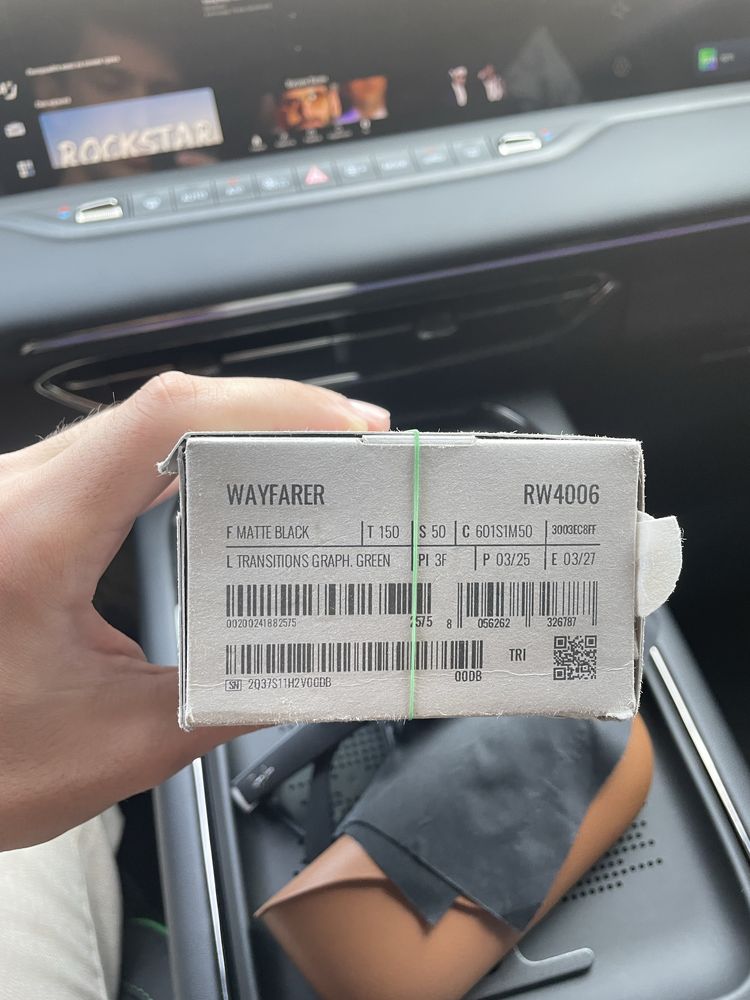 ROCKSTAR
WAYFARER RW4006
F MATTE BLACK T 150 S 50 C 601S1M50 3003EC8FF
L TRANSITIONS GRAPH. GREEN PI 3F P 03/25 E 03/27
00200241882575 2575 8 056262 326787
00DB TRI
SN 2Q37S11H2V00DB